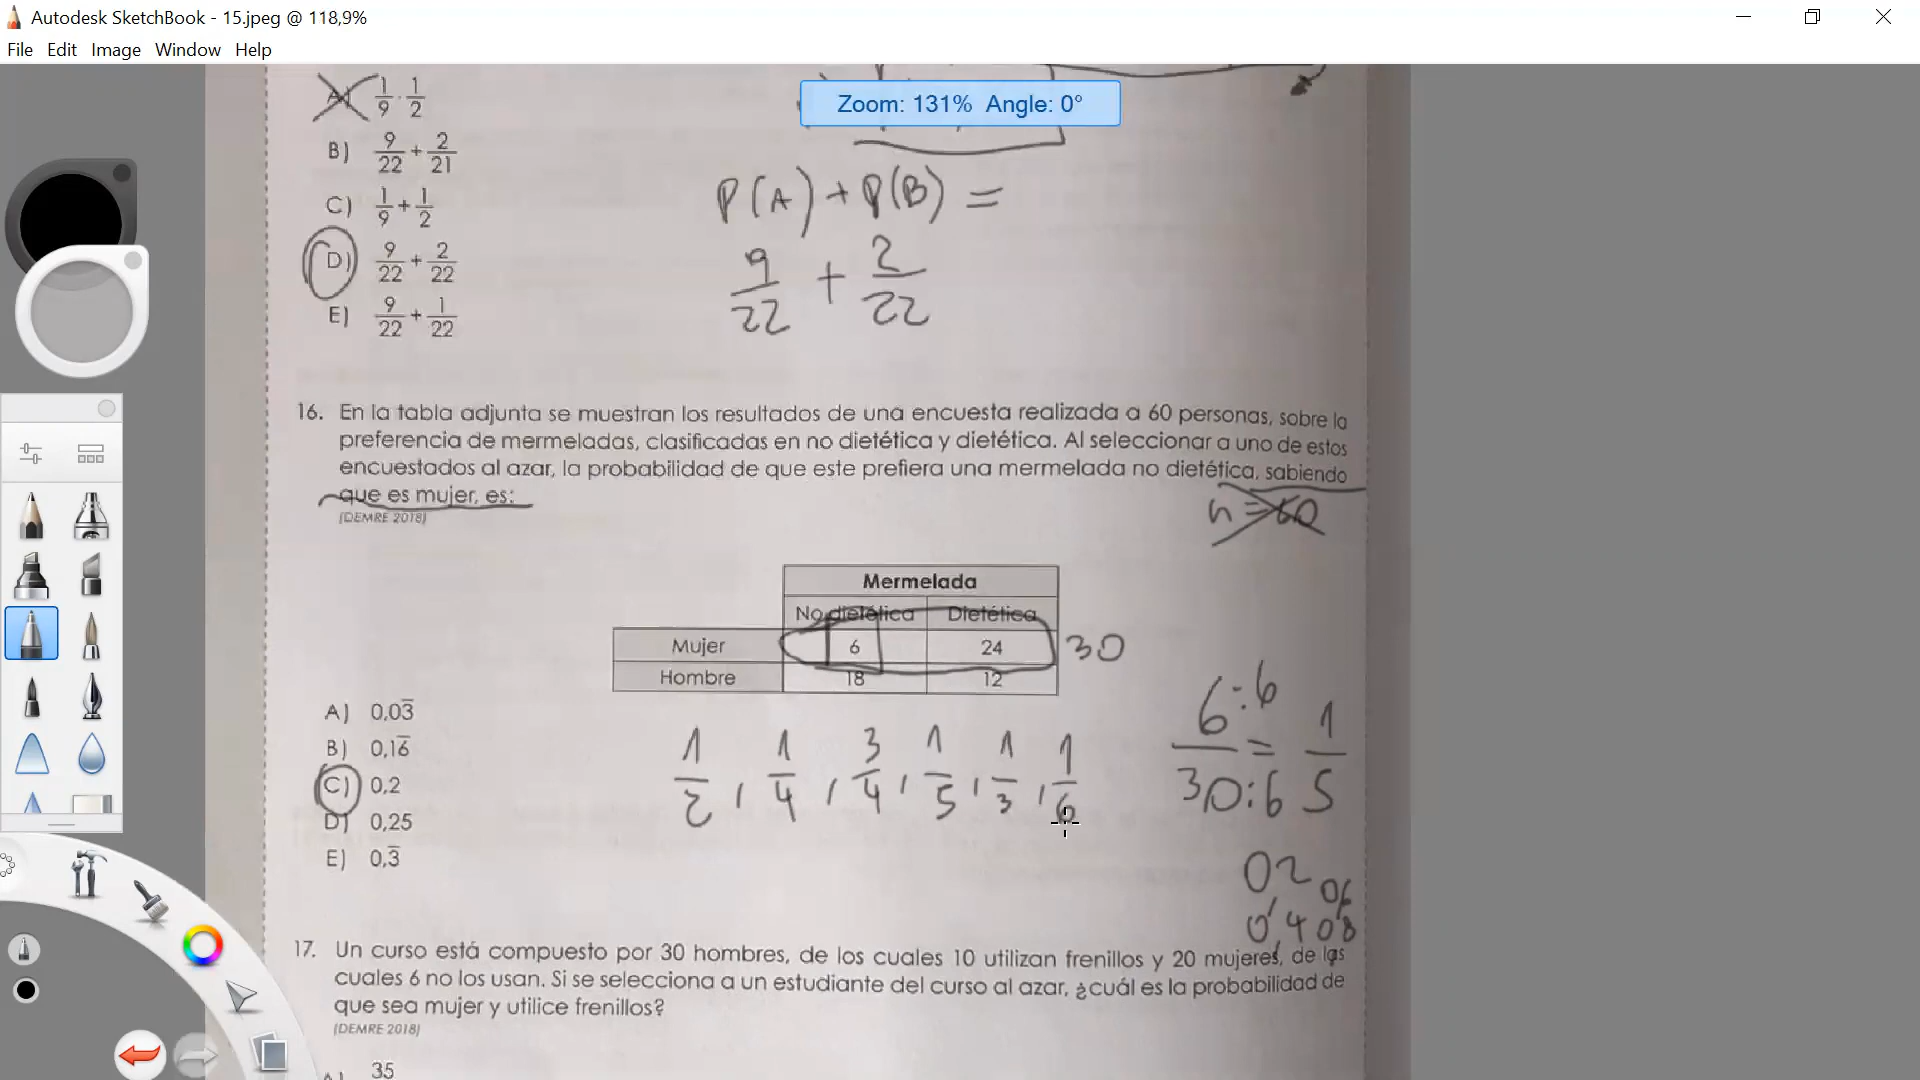 Autodesk SketchBook - 15.jpeg @ 118,9%
File Edit Image Window Help
Zoom: 131% Angle: 0°
A) 1/9 · 1/2
B) 9/22 + 2/21
C) 1/9 + 1/2
D) 9/22 + 2/22
E) 9/22 + 1/22
P(A) + P(B) =
9/22 + 2/22
16. En la tabla adjunta se muestran los resultados de una encuesta realizada a 60 personas, sobre la
preferencia de mermeladas, clasificadas en no dietética y dietética. Al seleccionar a uno de estos
encuestados al azar, la probabilidad de que este prefiera una mermelada no dietética, sabiendo
que es mujer, es:
(DEMRE 2018)
n = 60
Mermelada
No dietética Dietética
Mujer 6 24 30
Hombre 18 12
A) 0,03̅
B) 0,16̅
C) 0,2
D) 0,25
E) 0,3̅
1/2 , 1/4 , 3/4 , 1/5 , 1/3 , 1/6
6:6/30:6 = 1/5
0,2 0,6
0,4 0,8
17. Un curso está compuesto por 30 hombres, de los cuales 10 utilizan frenillos y 20 mujeres, de las
cuales 6 no los usan. Si se selecciona a un estudiante del curso al azar, ¿cuál es la probabilidad de
que sea mujer y utilice frenillos?
(DEMRE 2018)
35